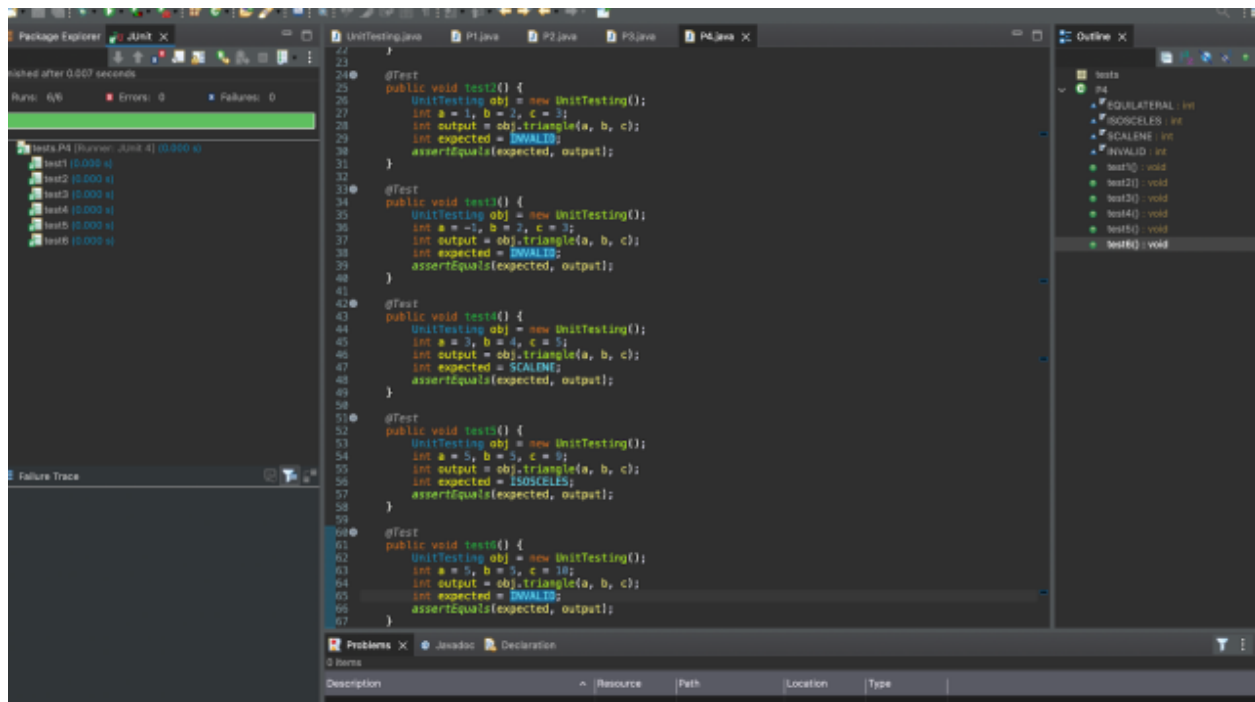 Package Explorer JUnit
UnitTesting.java P1.java P2.java P3.java P4.java
Outline
nished after 0.007 seconds
Runs: 6/6 Errors: 0 Failures: 0
tests.P4 [Runner: JUnit 4] (0.000 s)
test1 (0.000 s)
test2 (0.000 s)
test3 (0.000 s)
test4 (0.000 s)
test5 (0.000 s)
test6 (0.000 s)
Failure Trace
22 }
23
24 @Test
25 public void test2() {
26 UnitTesting obj = new UnitTesting();
27 int a = 1, b = 2, c = 3;
28 int output = obj.triangle(a, b, c);
29 int expected = INVALID;
30 assertEquals(expected, output);
31 }
32
33 @Test
34 public void test3() {
35 UnitTesting obj = new UnitTesting();
36 int a = -1, b = 2, c = 3;
37 int output = obj.triangle(a, b, c);
38 int expected = INVALID;
39 assertEquals(expected, output);
40 }
41
42 @Test
43 public void test4() {
44 UnitTesting obj = new UnitTesting();
45 int a = 3, b = 4, c = 5;
46 int output = obj.triangle(a, b, c);
47 int expected = SCALENE;
48 assertEquals(expected, output);
49 }
50
51 @Test
52 public void test5() {
53 UnitTesting obj = new UnitTesting();
54 int a = 5, b = 5, c = 9;
55 int output = obj.triangle(a, b, c);
56 int expected = ISOSCELES;
57 assertEquals(expected, output);
58 }
59
60 @Test
61 public void test6() {
62 UnitTesting obj = new UnitTesting();
63 int a = 5, b = 5, c = 10;
64 int output = obj.triangle(a, b, c);
65 int expected = INVALID;
66 assertEquals(expected, output);
67 }
tests
P4
EQUILATERAL : int
ISOSCELES : int
SCALENE : int
INVALID : int
test1() : void
test2() : void
test3() : void
test4() : void
test5() : void
test6() : void
Problems Javadoc Declaration
0 items
Description Resource Path Location Type